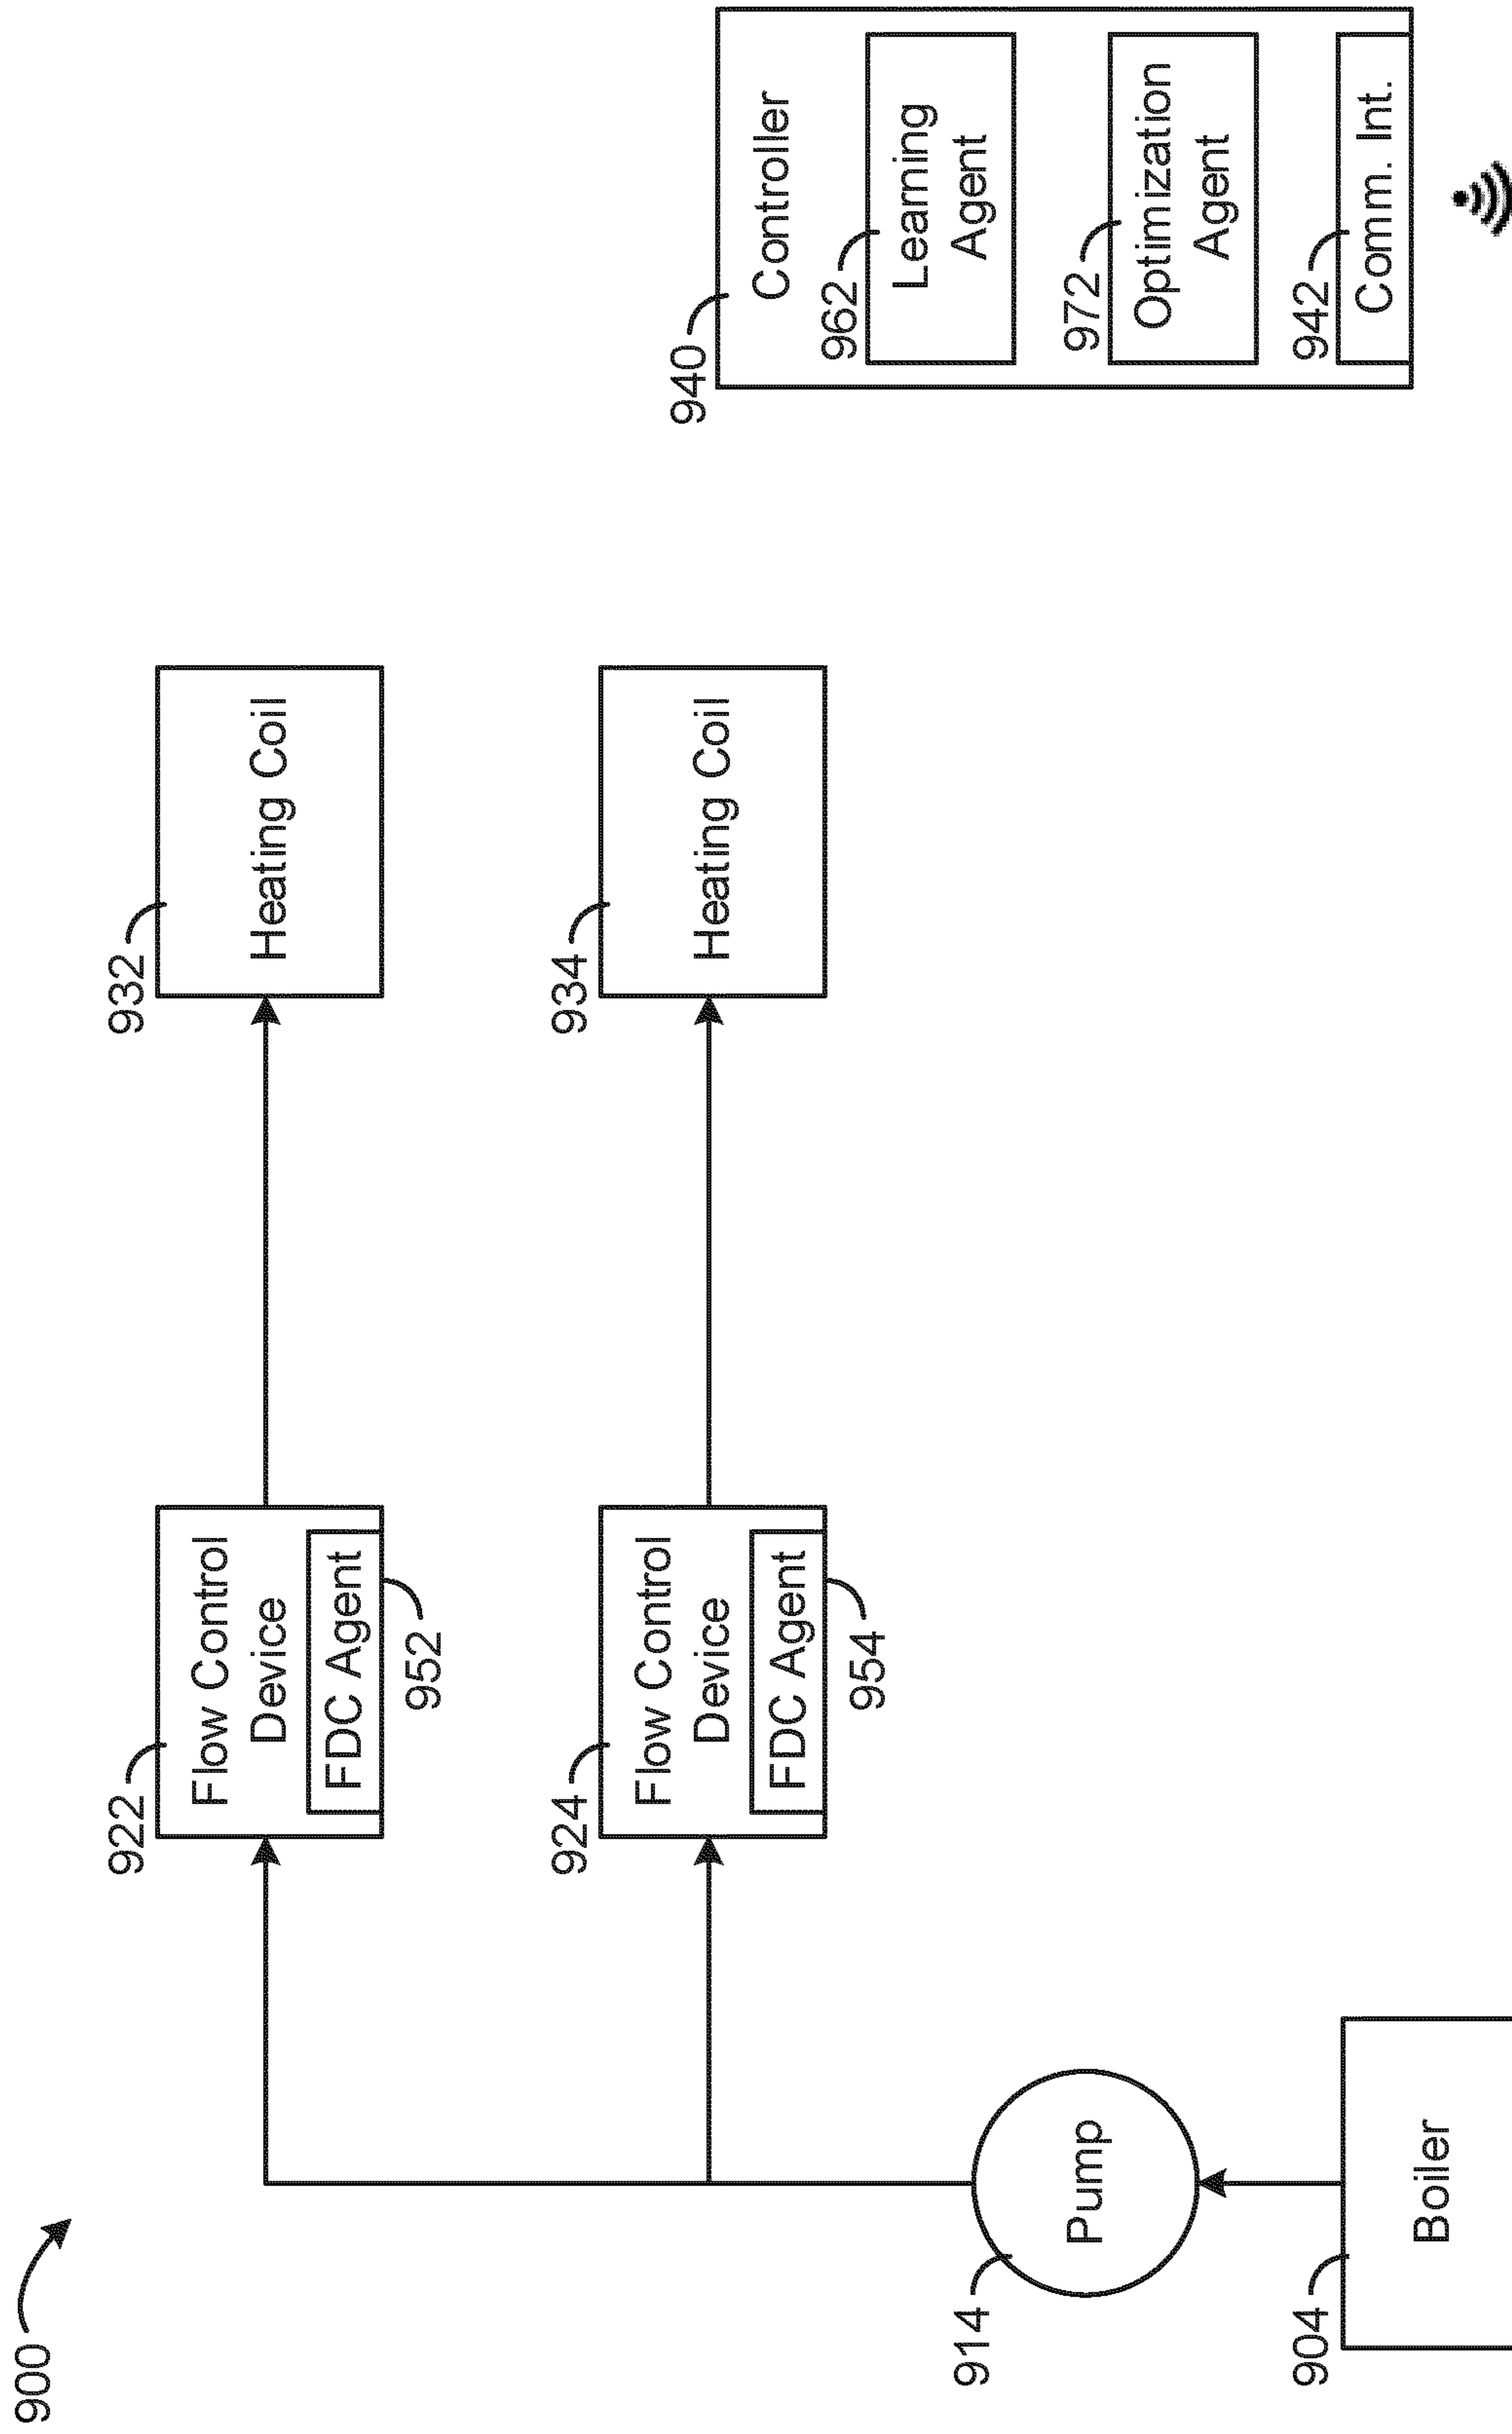 900
922
Flow Control
Device
FDC Agent
952
932
Heating Coil
924
Flow Control
Device
FDC Agent
954
934
Heating Coil
914
Pump
904
Boiler
940
Controller
962
Learning
Agent
972
Optimization
Agent
942
Comm. Int.